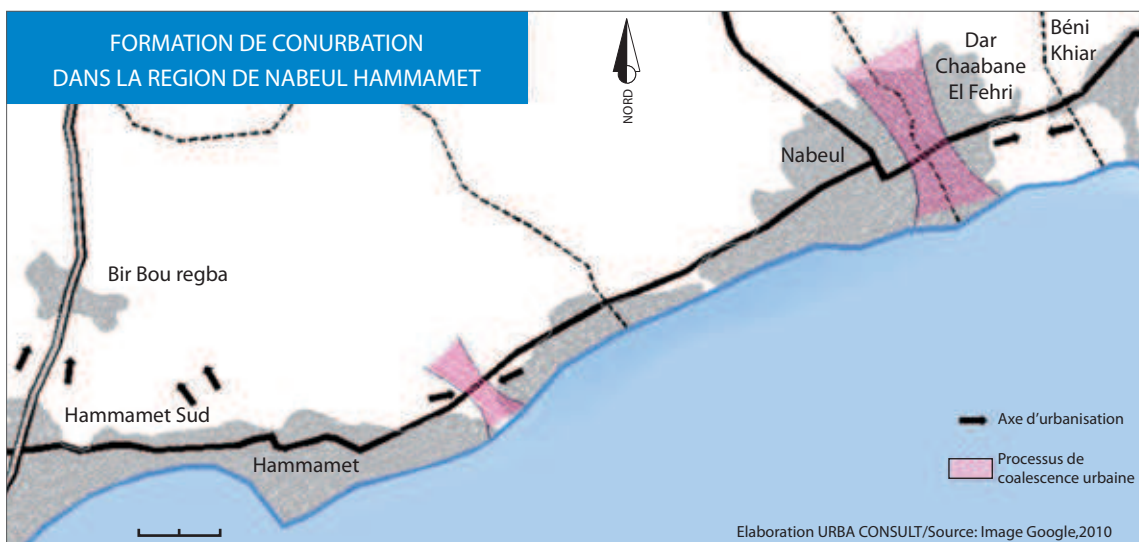 FORMATION DE CONURBATION
DANS LA REGION DE NABEUL HAMMAMET
NORD
Dar
Chaabane
El Fehri
Béni
Khiar
Nabeul
Bir Bou regba
Hammamet Sud
Hammamet
Axe d'urbanisation
Processus de
coalescence urbaine
Elaboration URBA CONSULT/Source: Image Google,2010